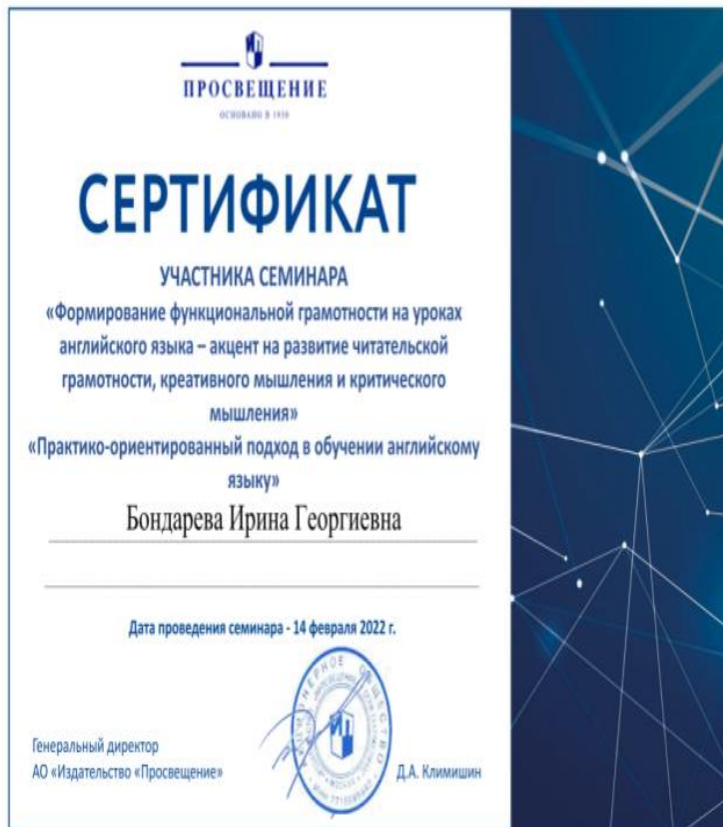 ПРОСВЕЩЕНИЕ
ОСНОВАНО В 1930
СЕРТИФИКАТ
УЧАСТНИКА СЕМИНАРА
«Формирование функциональной грамотности на уроках
английского языка – акцент на развитие читательской
грамотности, креативного мышления и критического
мышления»
«Практико-ориентированный подход в обучении английскому
языку»
Бондарева Ирина Георгиевна
Дата проведения семинара - 14 февраля 2022 г.
Генеральный директор
АО «Издательство «Просвещение»
Д.А. Климишин
ОБЩЕСТВО